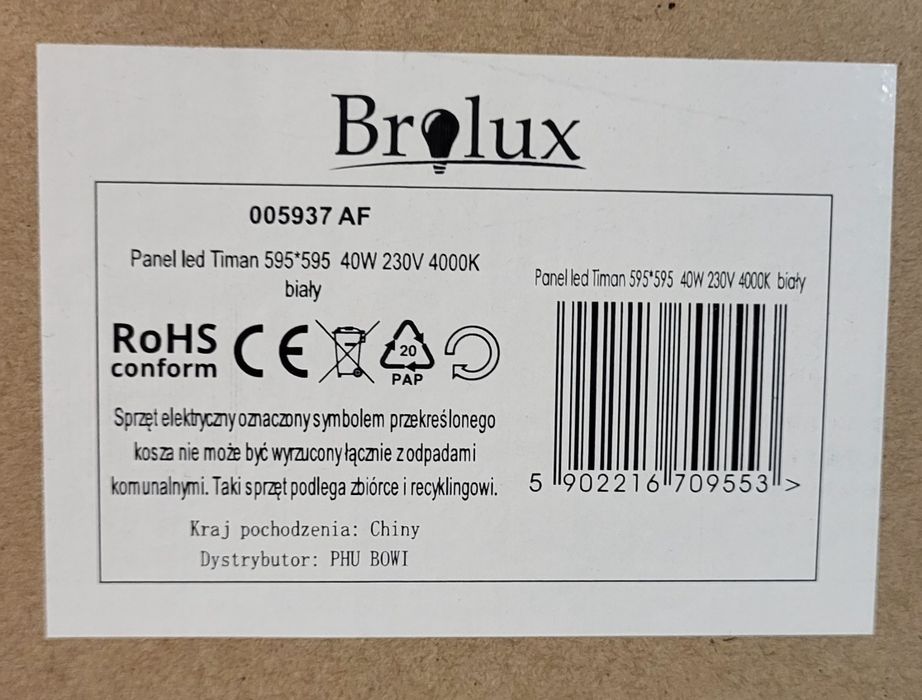 Brolux
005937 AF
Panel led Timan 595*595 40W 230V 4000K
biały
RoHS
conform
CE
20
PAP
Sprzęt elektryczny oznaczony symbolem przekreślonego
kosza nie może być wyrzucony łącznie z odpadami
komunalnymi. Taki sprzęt podlega zbiórce i recyklingowi.
Kraj pochodzenia: Chiny
Dystrybutor: PHU BOWI
Panel led Timan 595*595 40W 230V 4000K biały
5 902216 709553 >